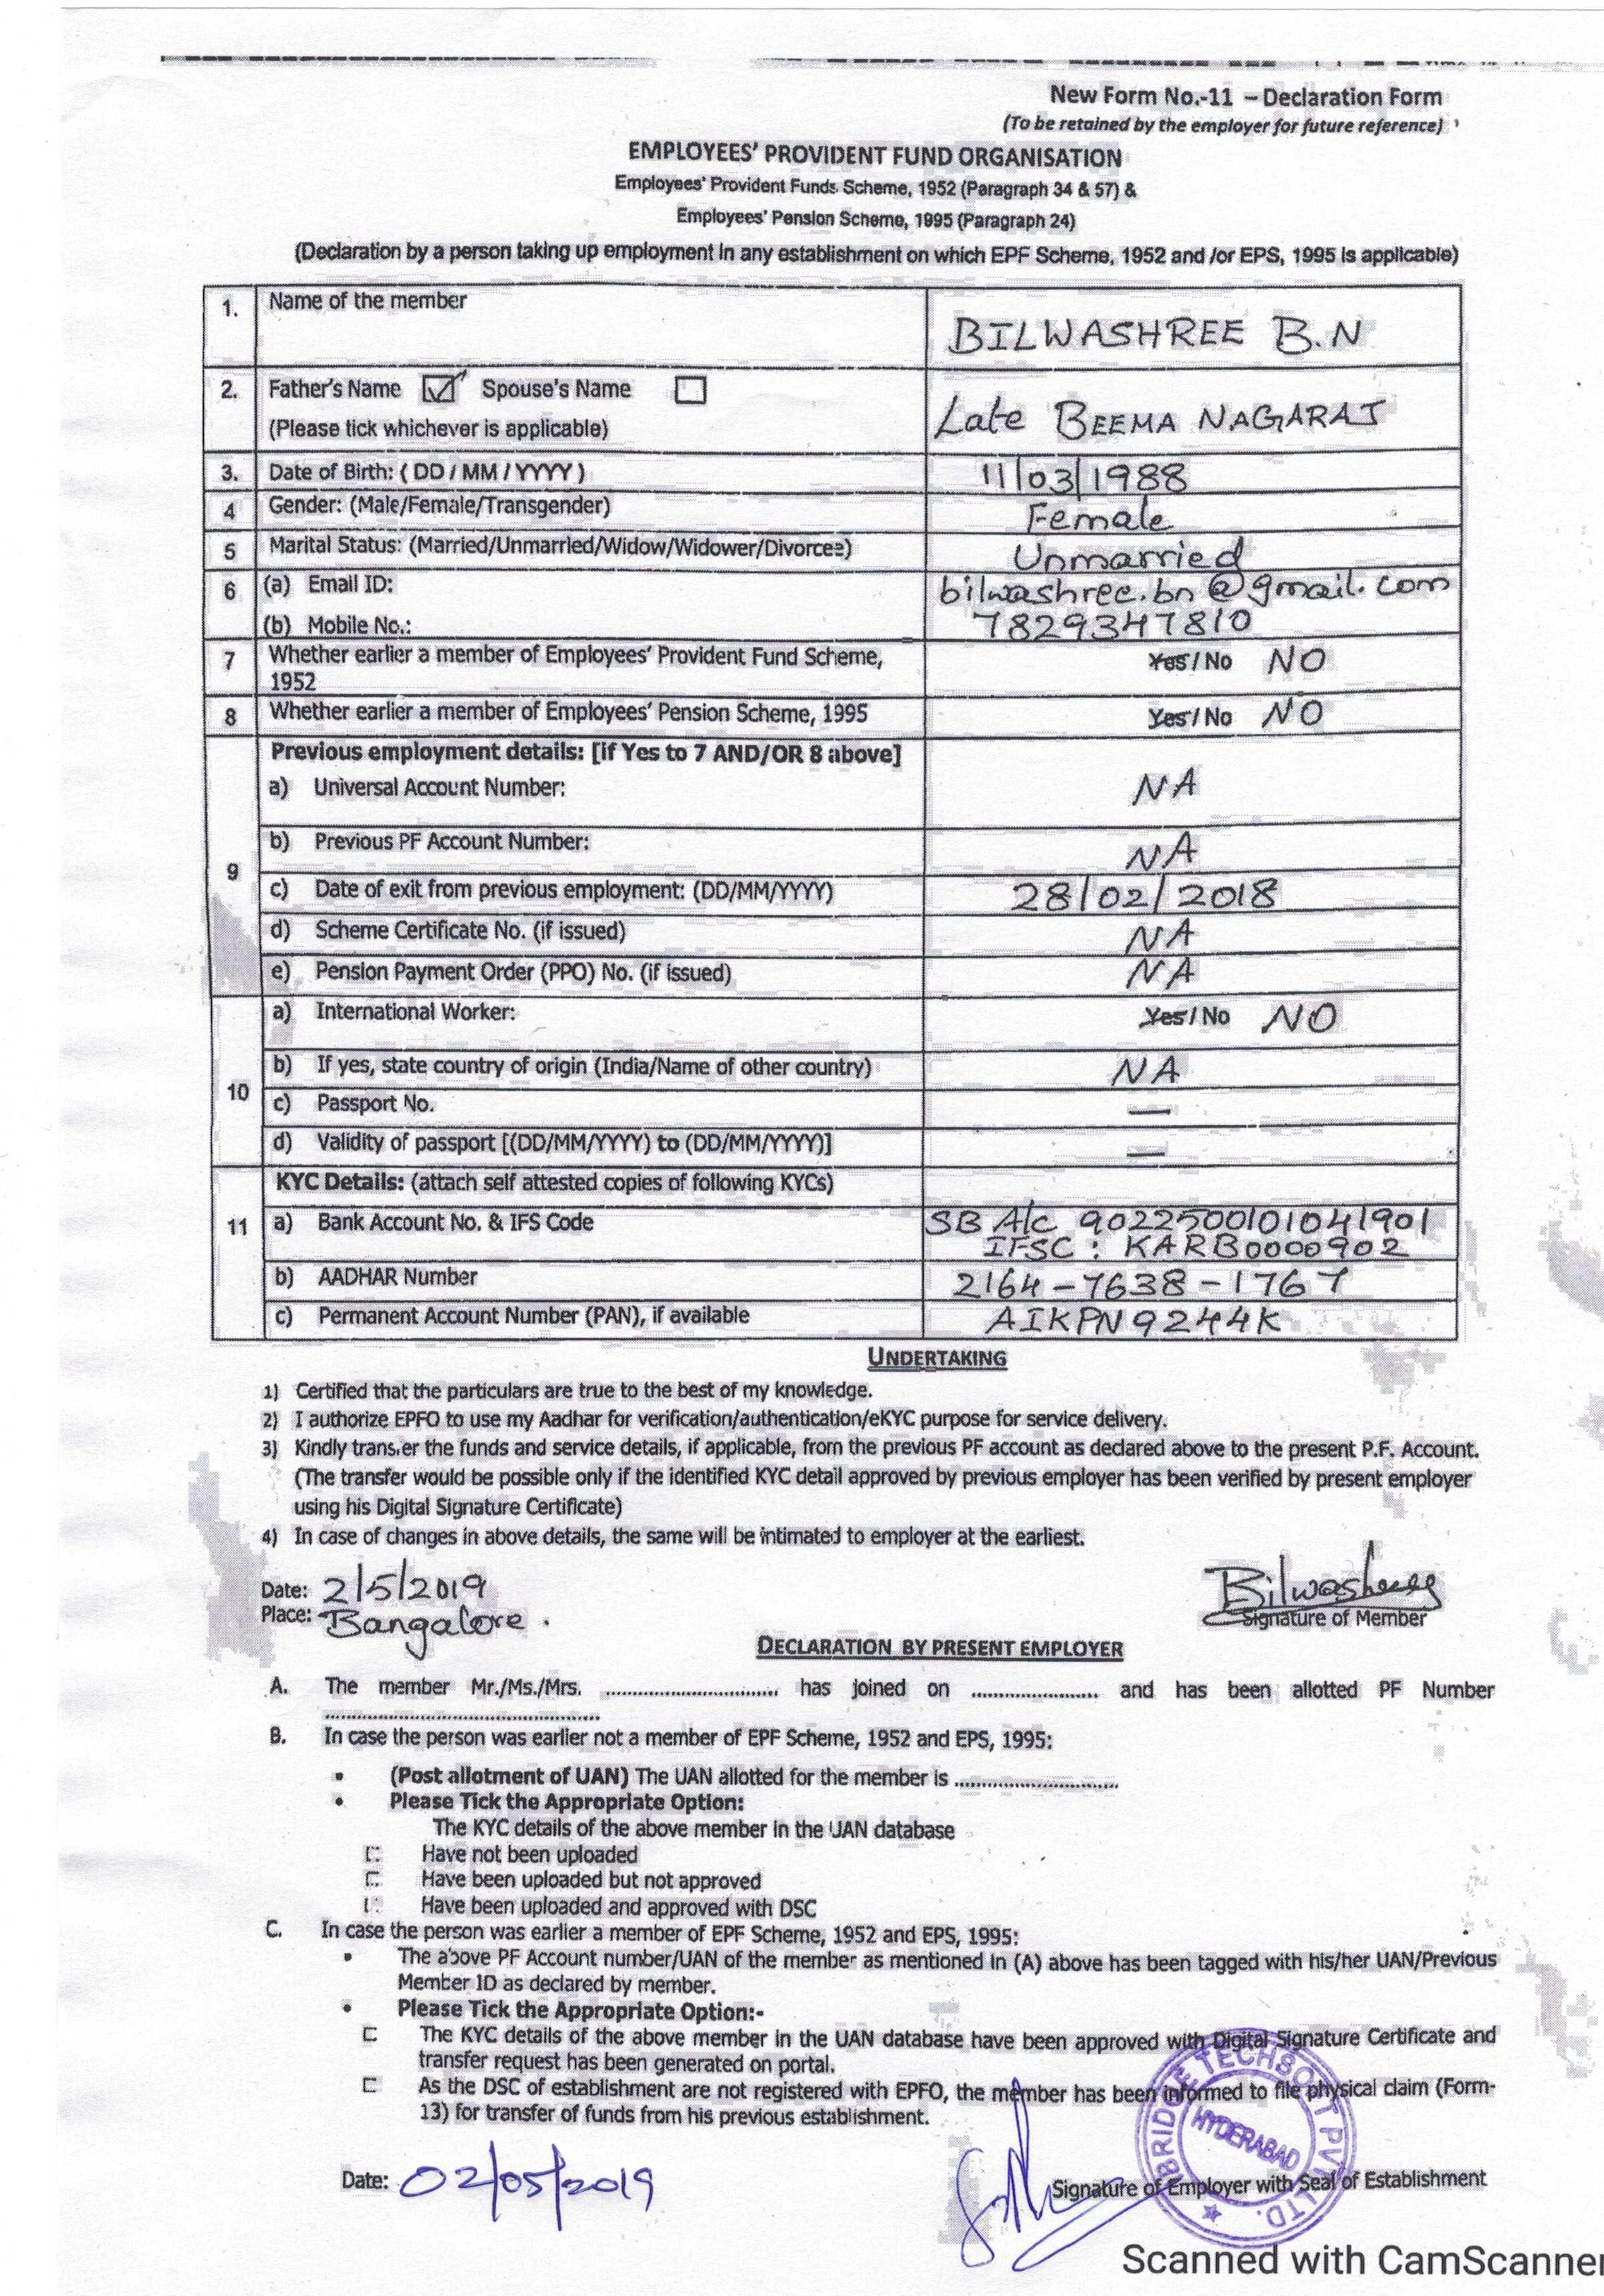 New Form No.-11 – Declaration Form
(To be retained by the employer for future reference)
EMPLOYEES' PROVIDENT FUND ORGANISATION
Employees' Provident Funds Scheme, 1952 (Paragraph 34 & 57) &
Employees' Pension Scheme, 1995 (Paragraph 24)
(Declaration by a person taking up employment in any establishment on which EPF Scheme, 1952 and /or EPS, 1995 is applicable)
1. Name of the member BILWASHREE B.N
2. Father's Name Spouse's Name
(Please tick whichever is applicable) Late BEEMA NAGARAJ
3. Date of Birth: ( DD / MM / YYYY ) 11/03/1988
4 Gender: (Male/Female/Transgender) Female
5 Marital Status: (Married/Unmarried/Widow/Widower/Divorcee) Unmarried
6 (a) Email ID: bilwashree.bn@gmail.com
(b) Mobile No.: 7829347810
7 Whether earlier a member of Employees' Provident Fund Scheme, 1952 Yes / No NO
8 Whether earlier a member of Employees' Pension Scheme, 1995 Yes / No NO
9 Previous employment details: [if Yes to 7 AND/OR 8 above]
a) Universal Account Number: NA
b) Previous PF Account Number: NA
c) Date of exit from previous employment: (DD/MM/YYYY) 28/02/2018
d) Scheme Certificate No. (if issued) NA
e) Pension Payment Order (PPO) No. (if issued) NA
10 a) International Worker: Yes / No NO
b) If yes, state country of origin (India/Name of other country) NA
c) Passport No. —
d) Validity of passport [(DD/MM/YYYY) to (DD/MM/YYYY)] —
11 KYC Details: (attach self attested copies of following KYCs)
a) Bank Account No. & IFS Code SB A/c 9022500101041901
IFSC : KARB0000902
b) AADHAR Number 2164-7638-1767
c) Permanent Account Number (PAN), if available AIKPN9244K
UNDERTAKING
1) Certified that the particulars are true to the best of my knowledge.
2) I authorize EPFO to use my Aadhar for verification/authentication/eKYC purpose for service delivery.
3) Kindly transfer the funds and service details, if applicable, from the previous PF account as declared above to the present P.F. Account.
(The transfer would be possible only if the identified KYC detail approved by previous employer has been verified by present employer
using his Digital Signature Certificate)
4) In case of changes in above details, the same will be intimated to employer at the earliest.
Date: 2/5/2019
Place: Bangalore.
Bilwashree
Signature of Member
DECLARATION BY PRESENT EMPLOYER
A. The member Mr./Ms./Mrs. .............................. has joined on ...................... and has been allotted PF Number
................................................
B. In case the person was earlier not a member of EPF Scheme, 1952 and EPS, 1995:
• (Post allotment of UAN) The UAN allotted for the member is ............................
• Please Tick the Appropriate Option:
The KYC details of the above member in the UAN database
Have not been uploaded
Have been uploaded but not approved
Have been uploaded and approved with DSC
C. In case the person was earlier a member of EPF Scheme, 1952 and EPS, 1995:
• The above PF Account number/UAN of the member as mentioned in (A) above has been tagged with his/her UAN/Previous
Member ID as declared by member.
• Please Tick the Appropriate Option:-
The KYC details of the above member in the UAN database have been approved with Digital Signature Certificate and
transfer request has been generated on portal.
As the DSC of establishment are not registered with EPFO, the member has been informed to file physical claim (Form-
13) for transfer of funds from his previous establishment.
Date: 02/05/2019
Signature of Employer with Seal of Establishment
BRIDGE TECHSOFT PVT. LTD.
HYDERABAD
Scanned with CamScanner